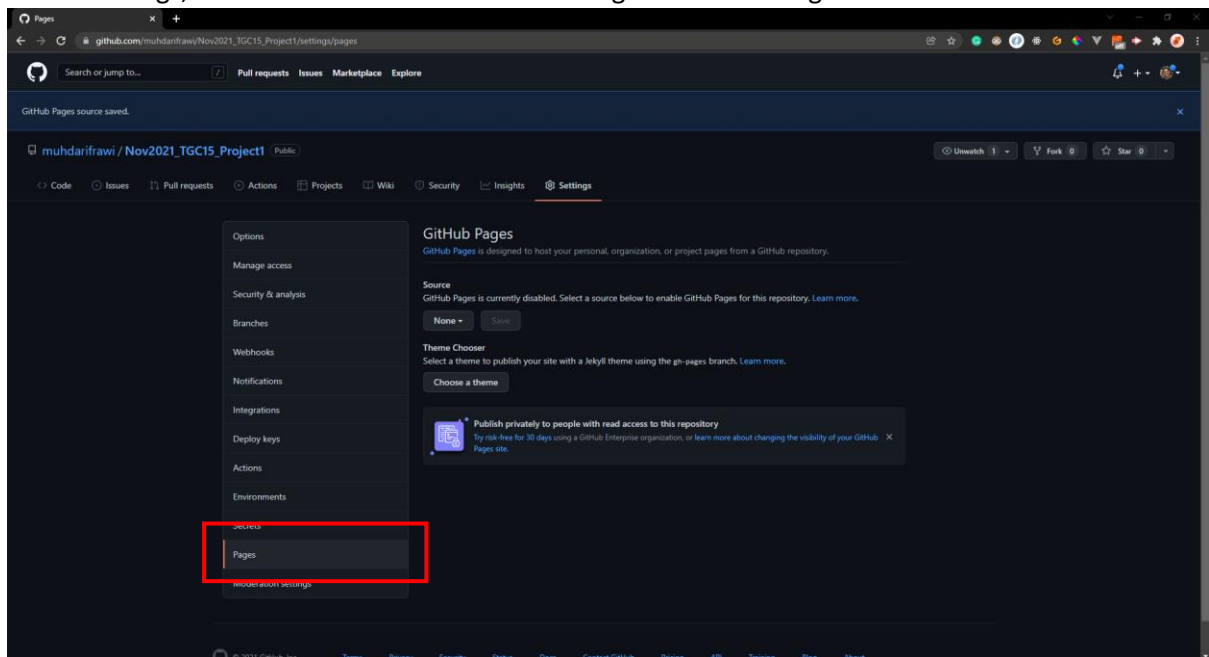 Pages
github.com/muhdarifrawi/Nov2021_TGC15_Project1/settings/pages
Search or jump to... / Pull requests Issues Marketplace Explore
GitHub Pages source saved.
muhdarifrawi / Nov2021_TGC15_Project1 Public
Unwatch 1 Fork 0 Star 0
Code Issues Pull requests Actions Projects Wiki Security Insights Settings
Options
Manage access
Security & analysis
Branches
Webhooks
Notifications
Integrations
Deploy keys
Actions
Environments
Secrets
Pages
Moderation settings
GitHub Pages
GitHub Pages is designed to host your personal, organization, or project pages from a GitHub repository.
Source
GitHub Pages is currently disabled. Select a source below to enable GitHub Pages for this repository. Learn more.
None Save
Theme Chooser
Select a theme to publish your site with a Jekyll theme using the gh-pages branch. Learn more.
Choose a theme
Publish privately to people with read access to this repository
Try risk-free for 30 days using a GitHub Enterprise organization, or learn more about changing the visibility of your GitHub
Pages site.